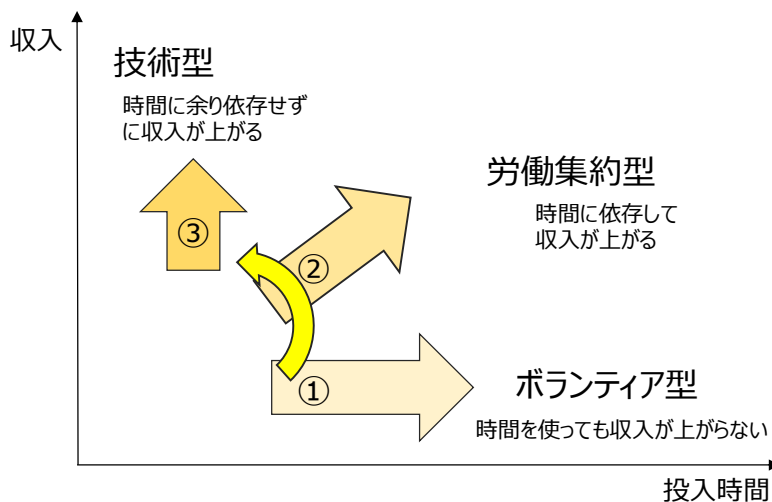 収入
技術型
時間に余り依存せず
に収入が上がる
労働集約型
時間に依存して
収入が上がる
③
②
①
ボランティア型
時間を使っても収入が上がらない
投入時間